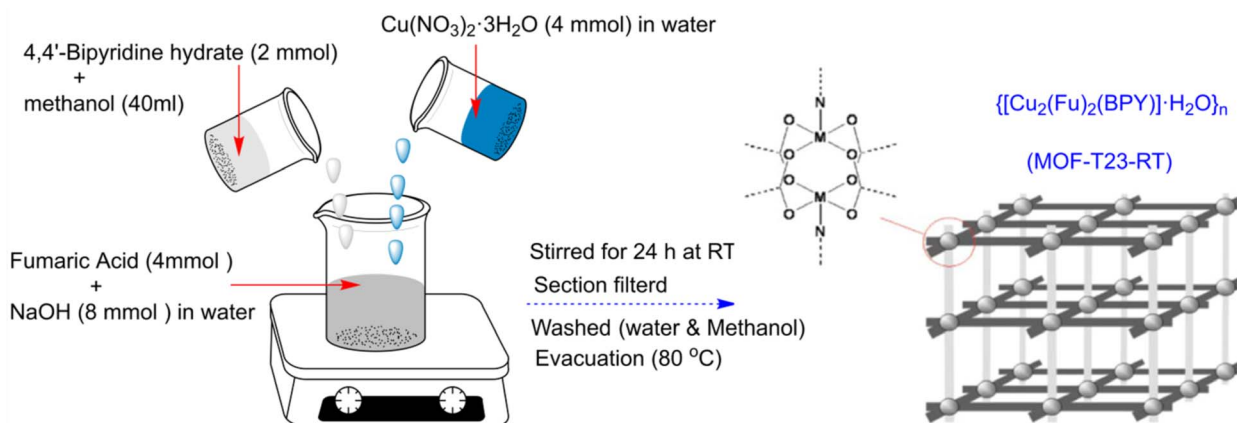 4,4'-Bipyridine hydrate (2 mmol)
+
methanol (40ml)
Cu(NO3)2·3H2O (4 mmol) in water
Fumaric Acid (4mmol )
+
NaOH (8 mmol ) in water
Stirred for 24 h at RT
Section filterd
Washed (water & Methanol)
Evacuation (80 °C)
N
O M O
O O
O O
O M O
N
{[Cu2(Fu)2(BPY)]·H2O}n
(MOF-T23-RT)